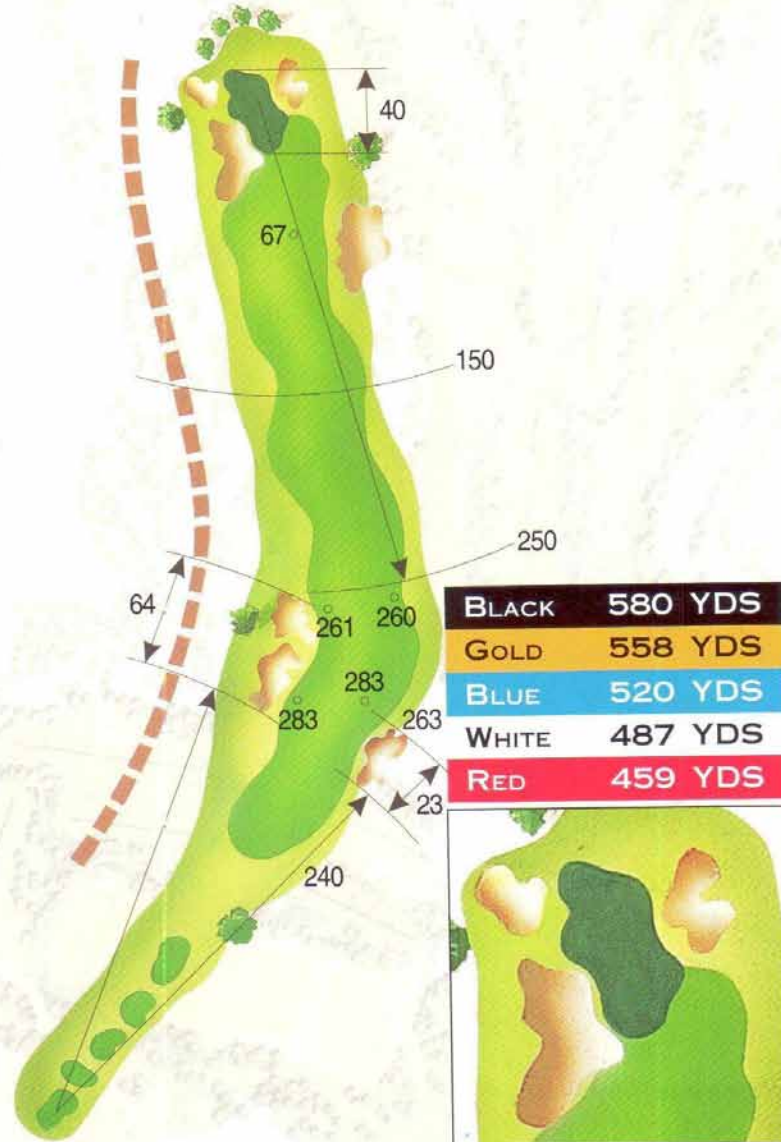 40
67
150
250
64
261
260
283
283
263
23
240
BLACK 580 YDS
GOLD 558 YDS
BLUE 520 YDS
WHITE 487 YDS
RED 459 YDS